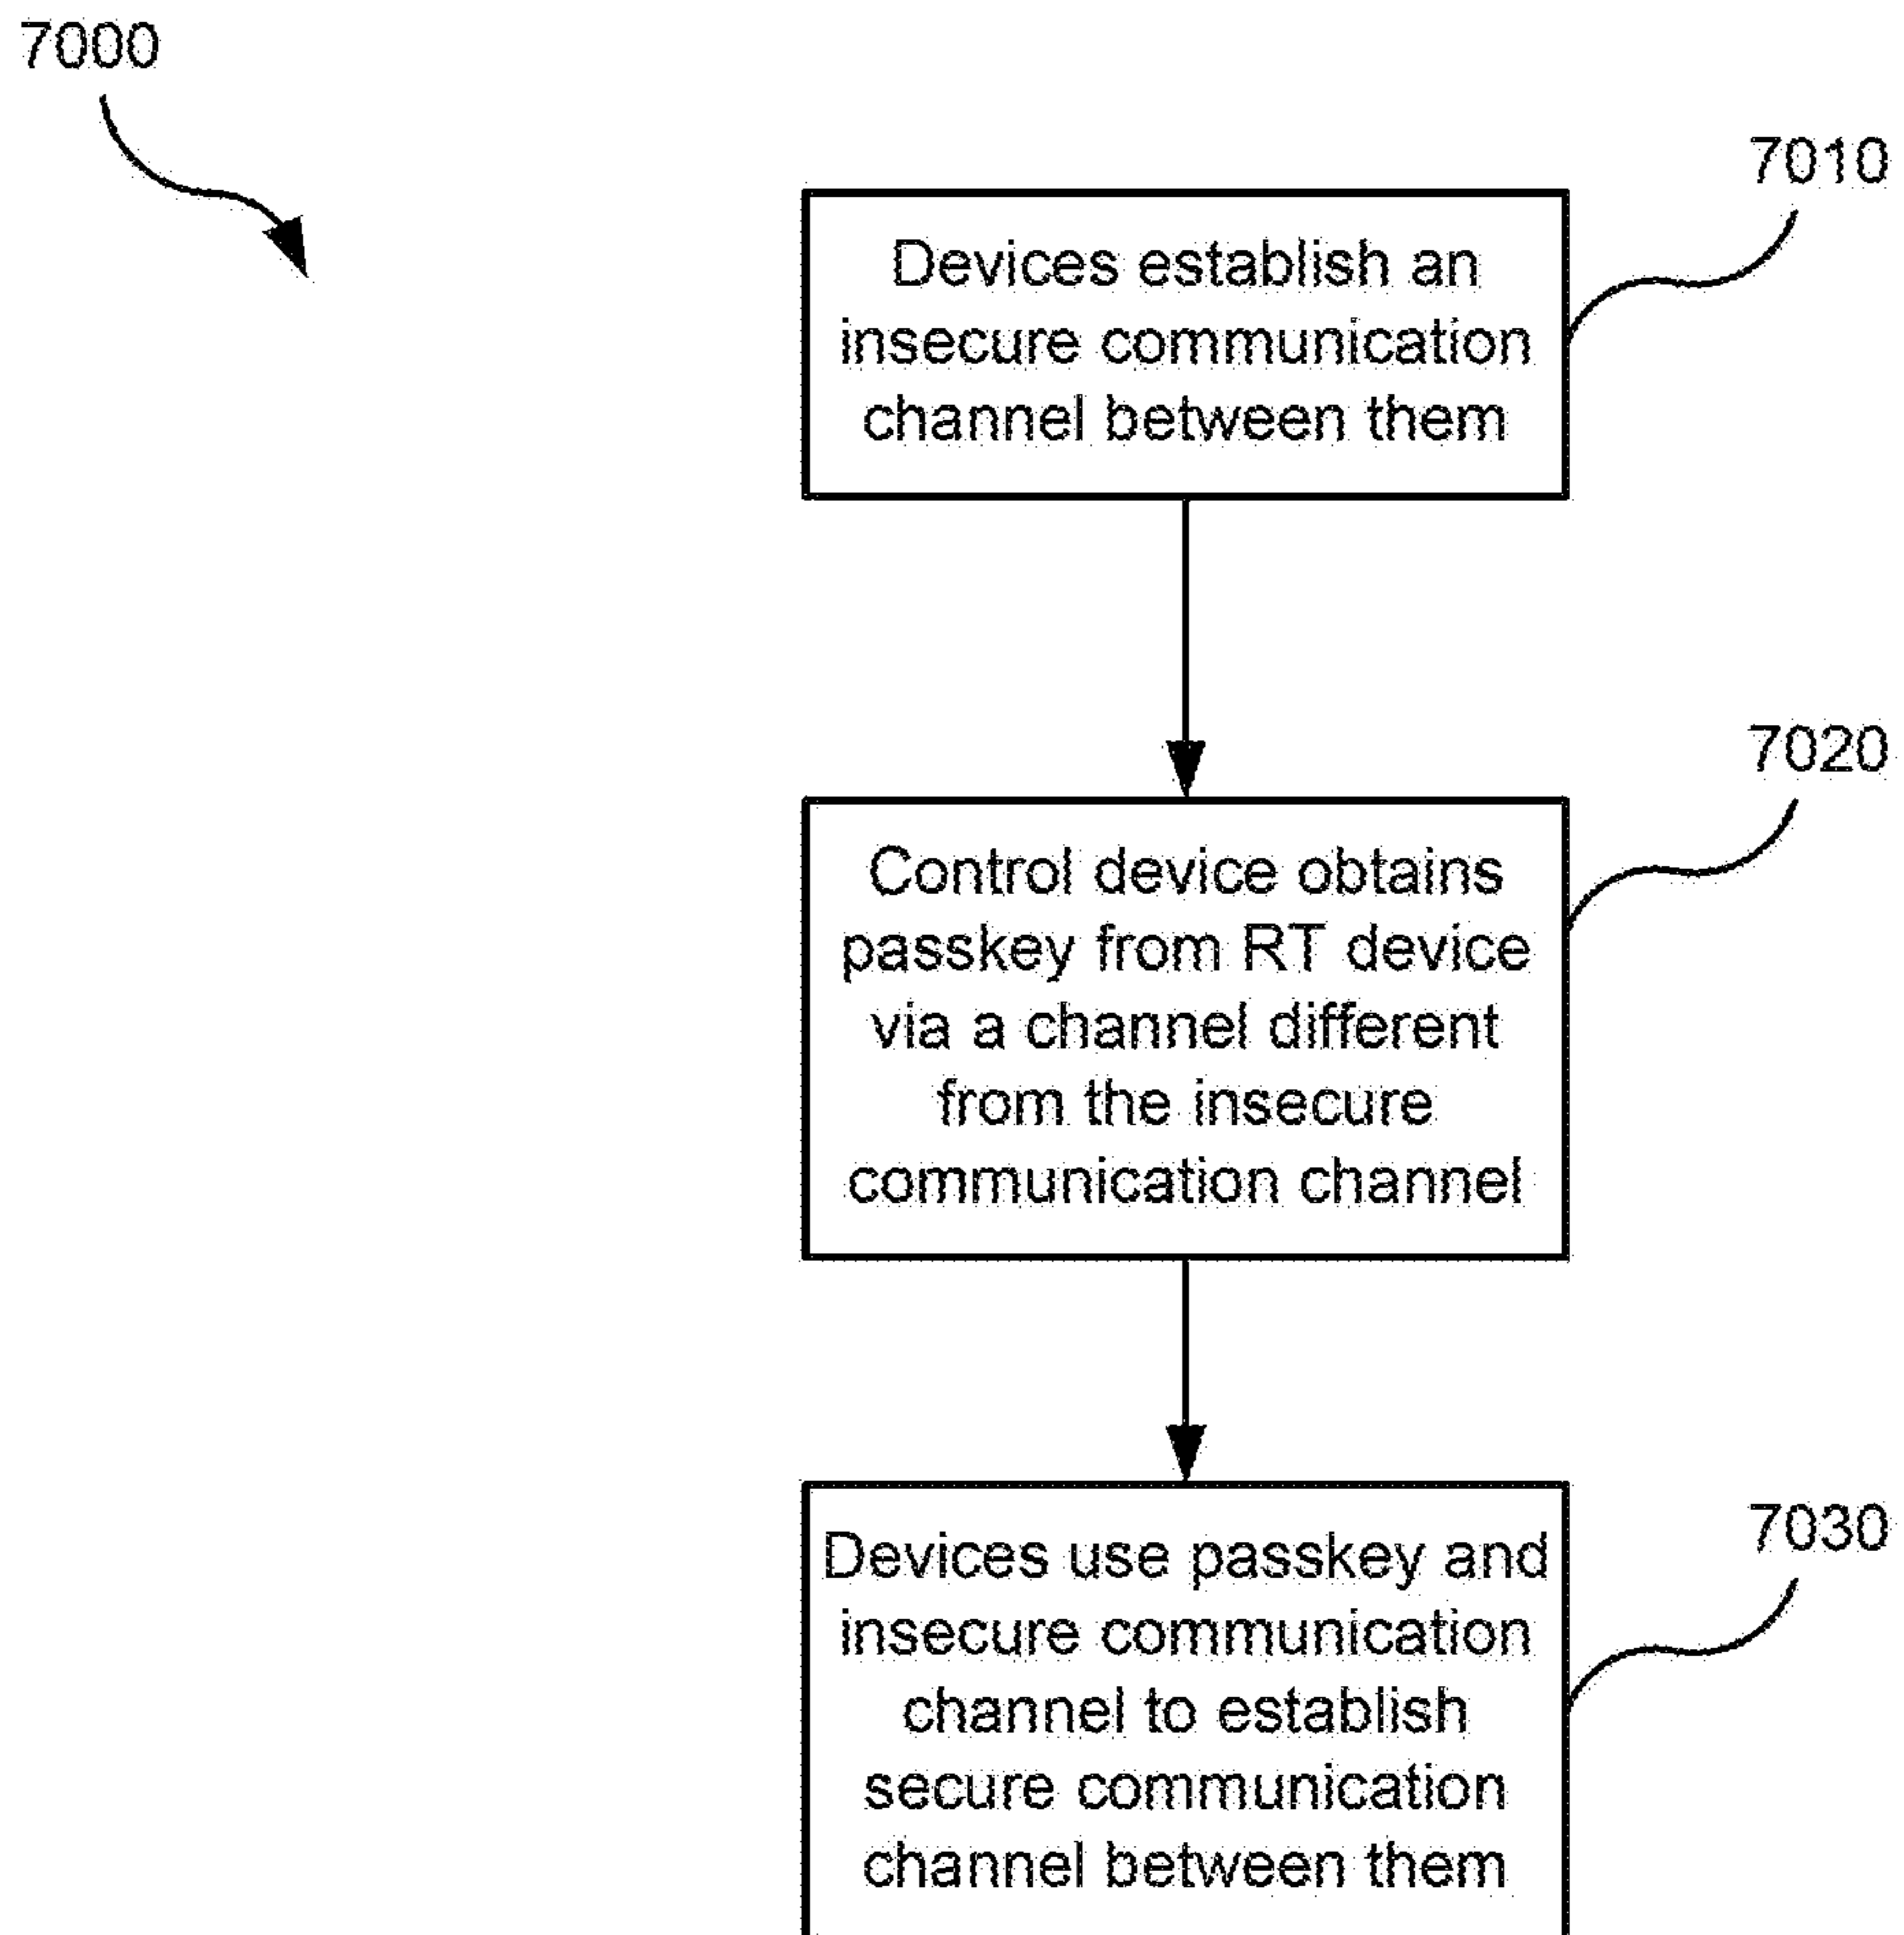 7000
7010
Devices establish an
insecure communication
channel between them
7020
Control device obtains
passkey from RT device
via a channel different
from the insecure
communication channel
7030
Devices use passkey and
insecure communication
channel to establish
secure communication
channel between them